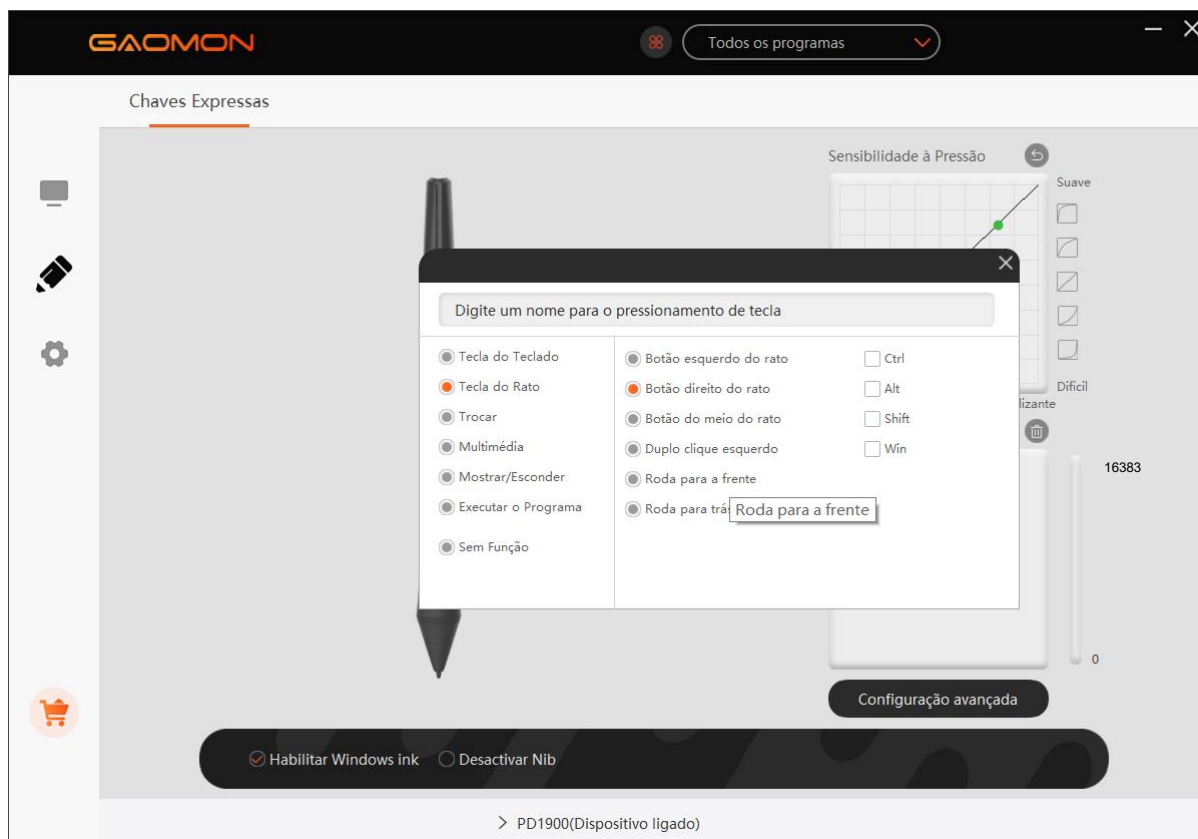 GAOMON
Todos os programas
Chaves Expressas
Sensibilidade à Pressão
Suave
Digite um nome para o pressionamento de tecla
Tecla do Teclado
Tecla do Rato
Trocar
Multimédia
Mostrar/Esconder
Executar o Programa
Sem Função
Botão esquerdo do rato
Botão direito do rato
Botão do meio do rato
Duplo clique esquerdo
Roda para a frente
Roda para trás
Roda para a frente
Ctrl
Alt
Shift
Win
Difícil
lizante
16383
0
Configuração avançada
Habilitar Windows ink
Desactivar Nib
PD1900(Dispositivo ligado)